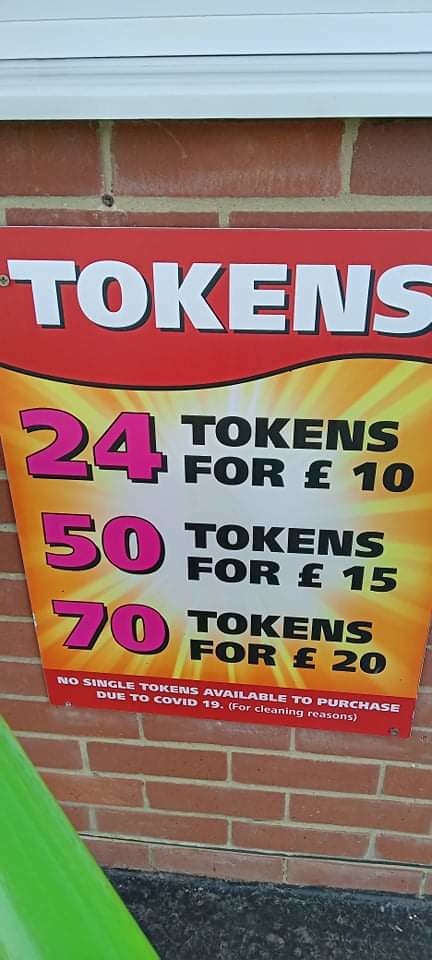 TOKENS
24 TOKENS
FOR £ 10
50 TOKENS
FOR £ 15
70 TOKENS
FOR £ 20
NO SINGLE TOKENS AVAILABLE TO PURCHASE
DUE TO COVID 19. (For cleaning reasons)